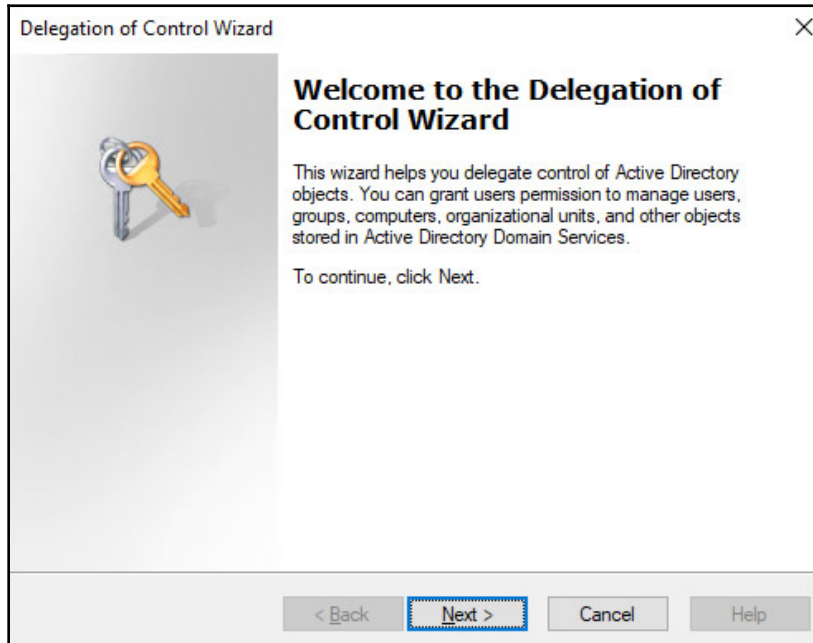 Delegation of Control Wizard
Welcome to the Delegation of
Control Wizard
This wizard helps you delegate control of Active Directory
objects. You can grant users permission to manage users,
groups, computers, organizational units, and other objects
stored in Active Directory Domain Services.
To continue, click Next.
< Back Next > Cancel Help